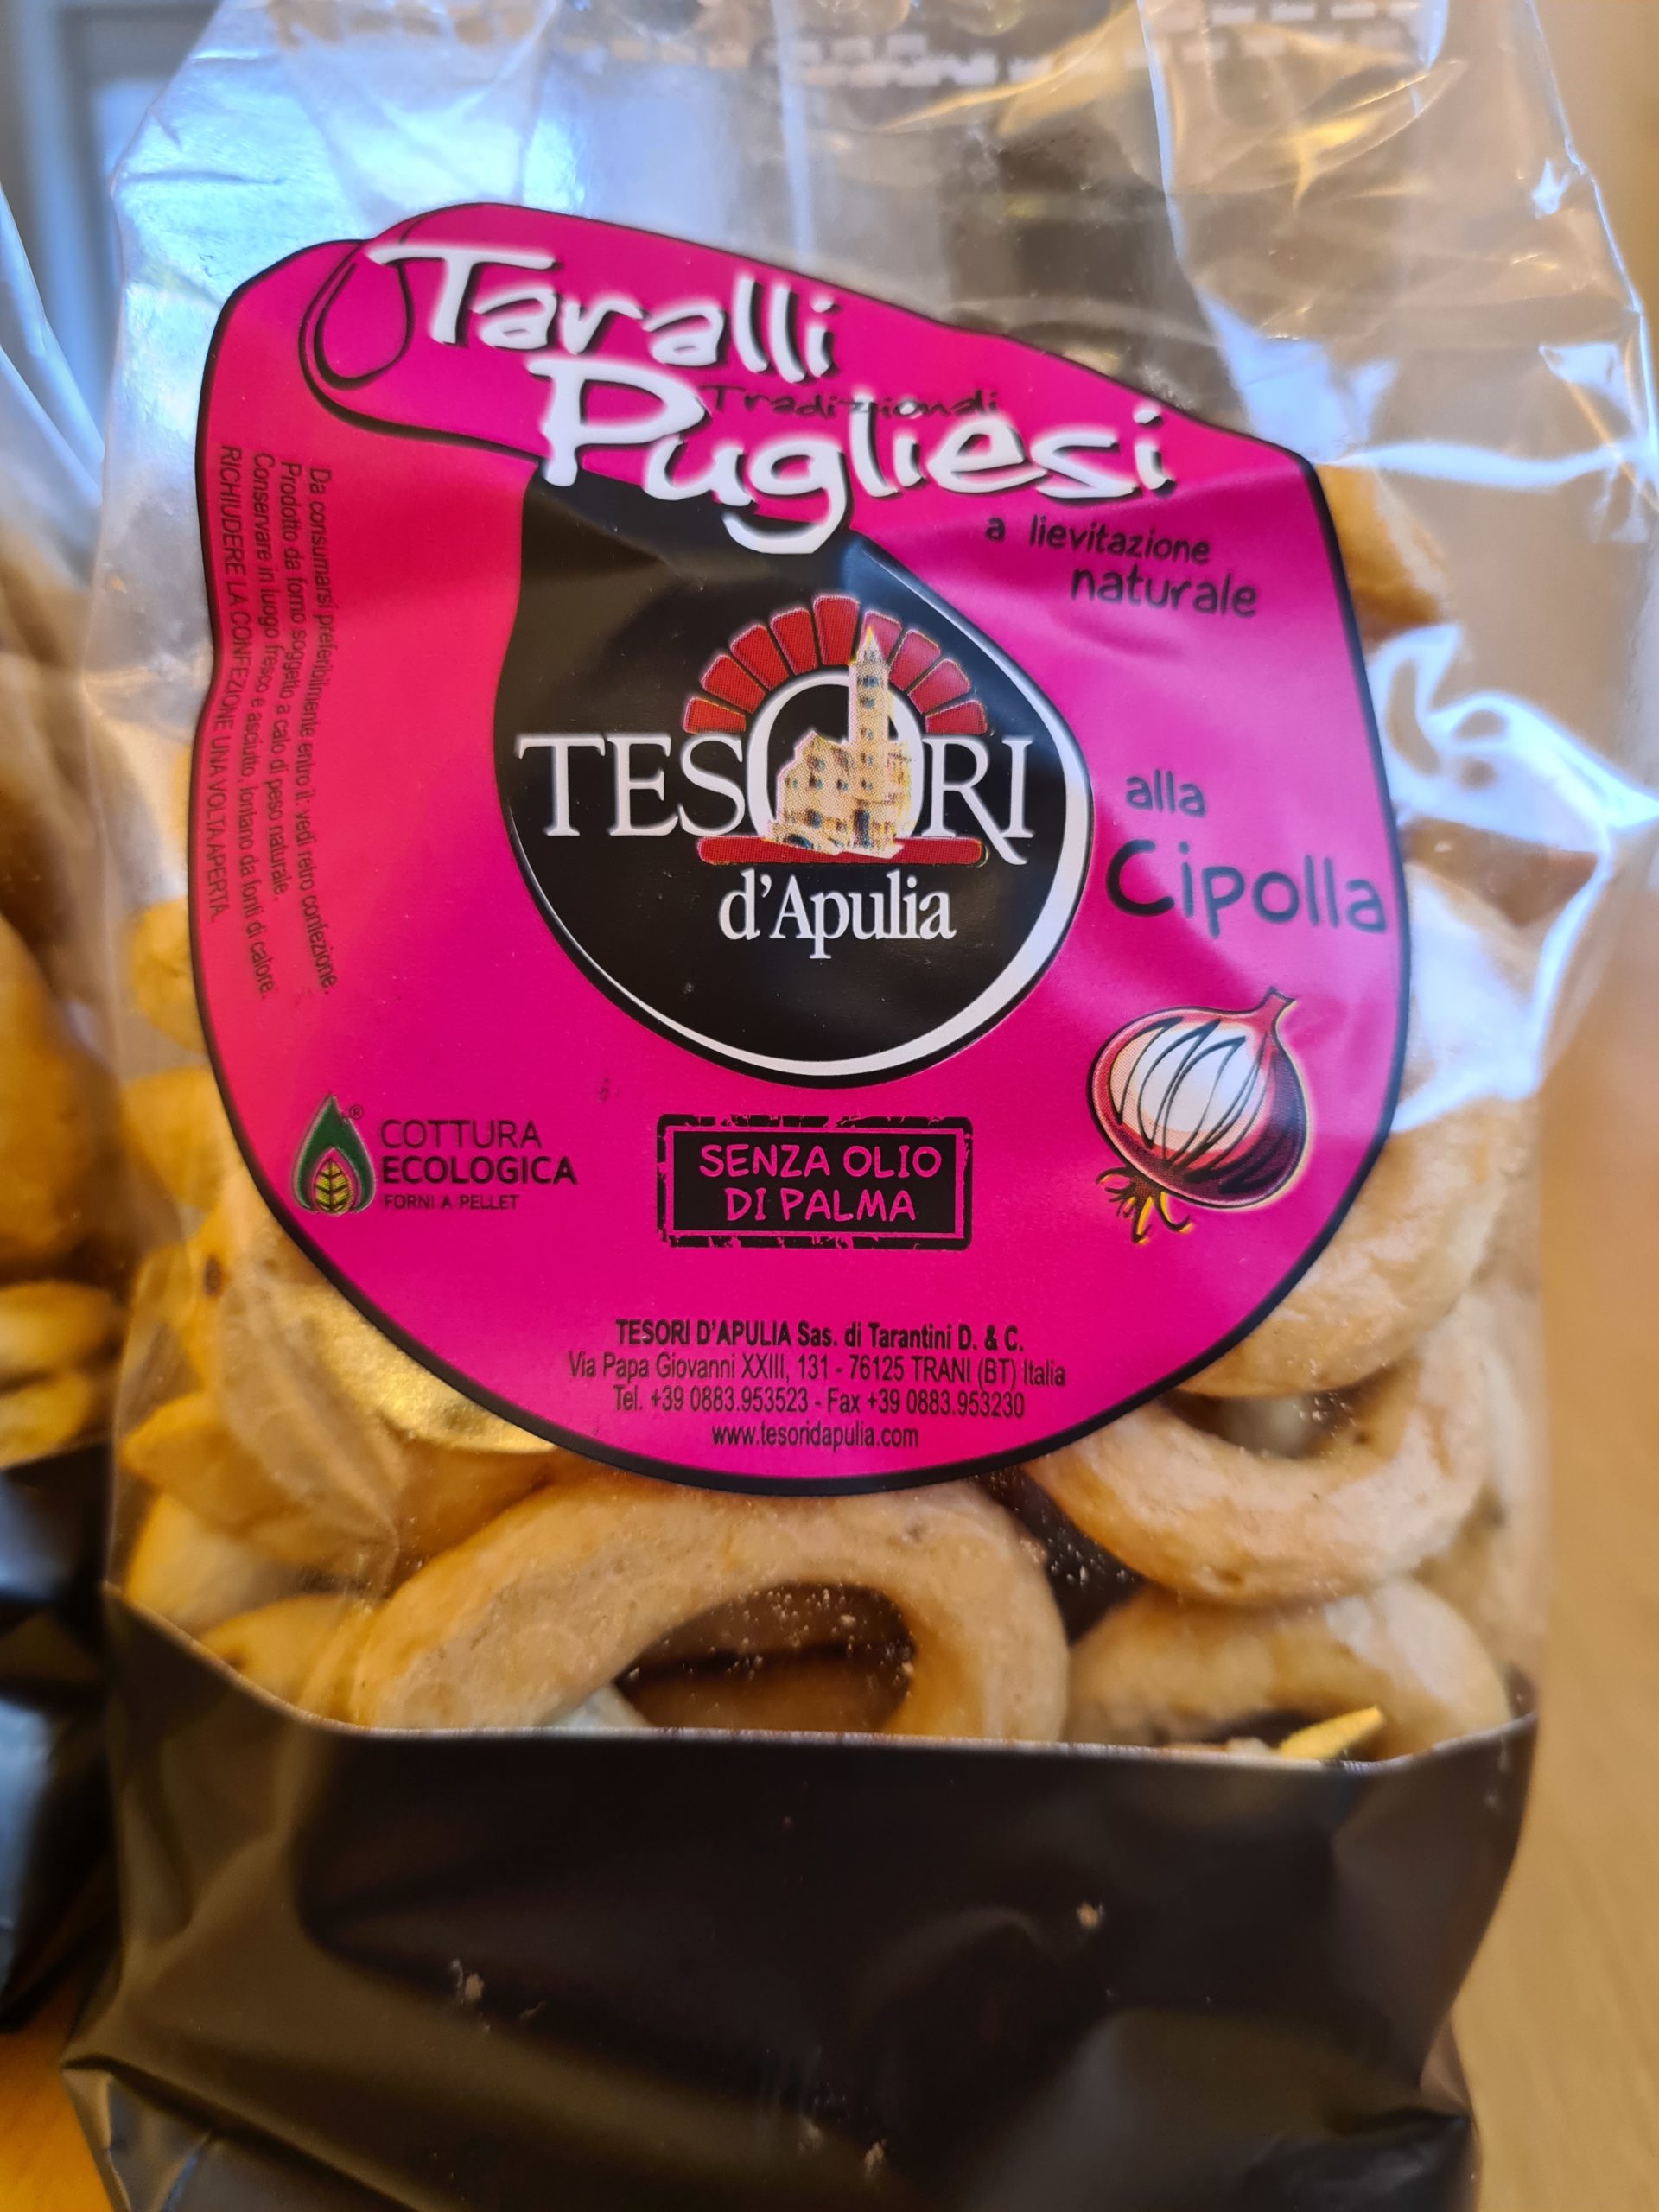 Taralli
Tradizionali
Pugliesi
a lievitazione
naturale
TESORI
d'Apulia
alla
Cipolla
Da consumarsi preferibilmente entro il: vedi retro confezione.
Prodotto da forno soggetto a calo di peso naturale.
Conservare in luogo fresco e asciutto, lontano da fonti di calore.
RICHIUDERE LA CONFEZIONE UNA VOLTA APERTA.
®
COTTURA
ECOLOGICA
FORNI A PELLET
SENZA OLIO
DI PALMA
TESORI D'APULIA Sas. di Tarantini D. & C.
Via Papa Giovanni XXIII, 131 - 76125 TRANI (BT) Italia
Tel. +39 0883.953523 - Fax +39 0883.953230
www.tesoridapulia.com